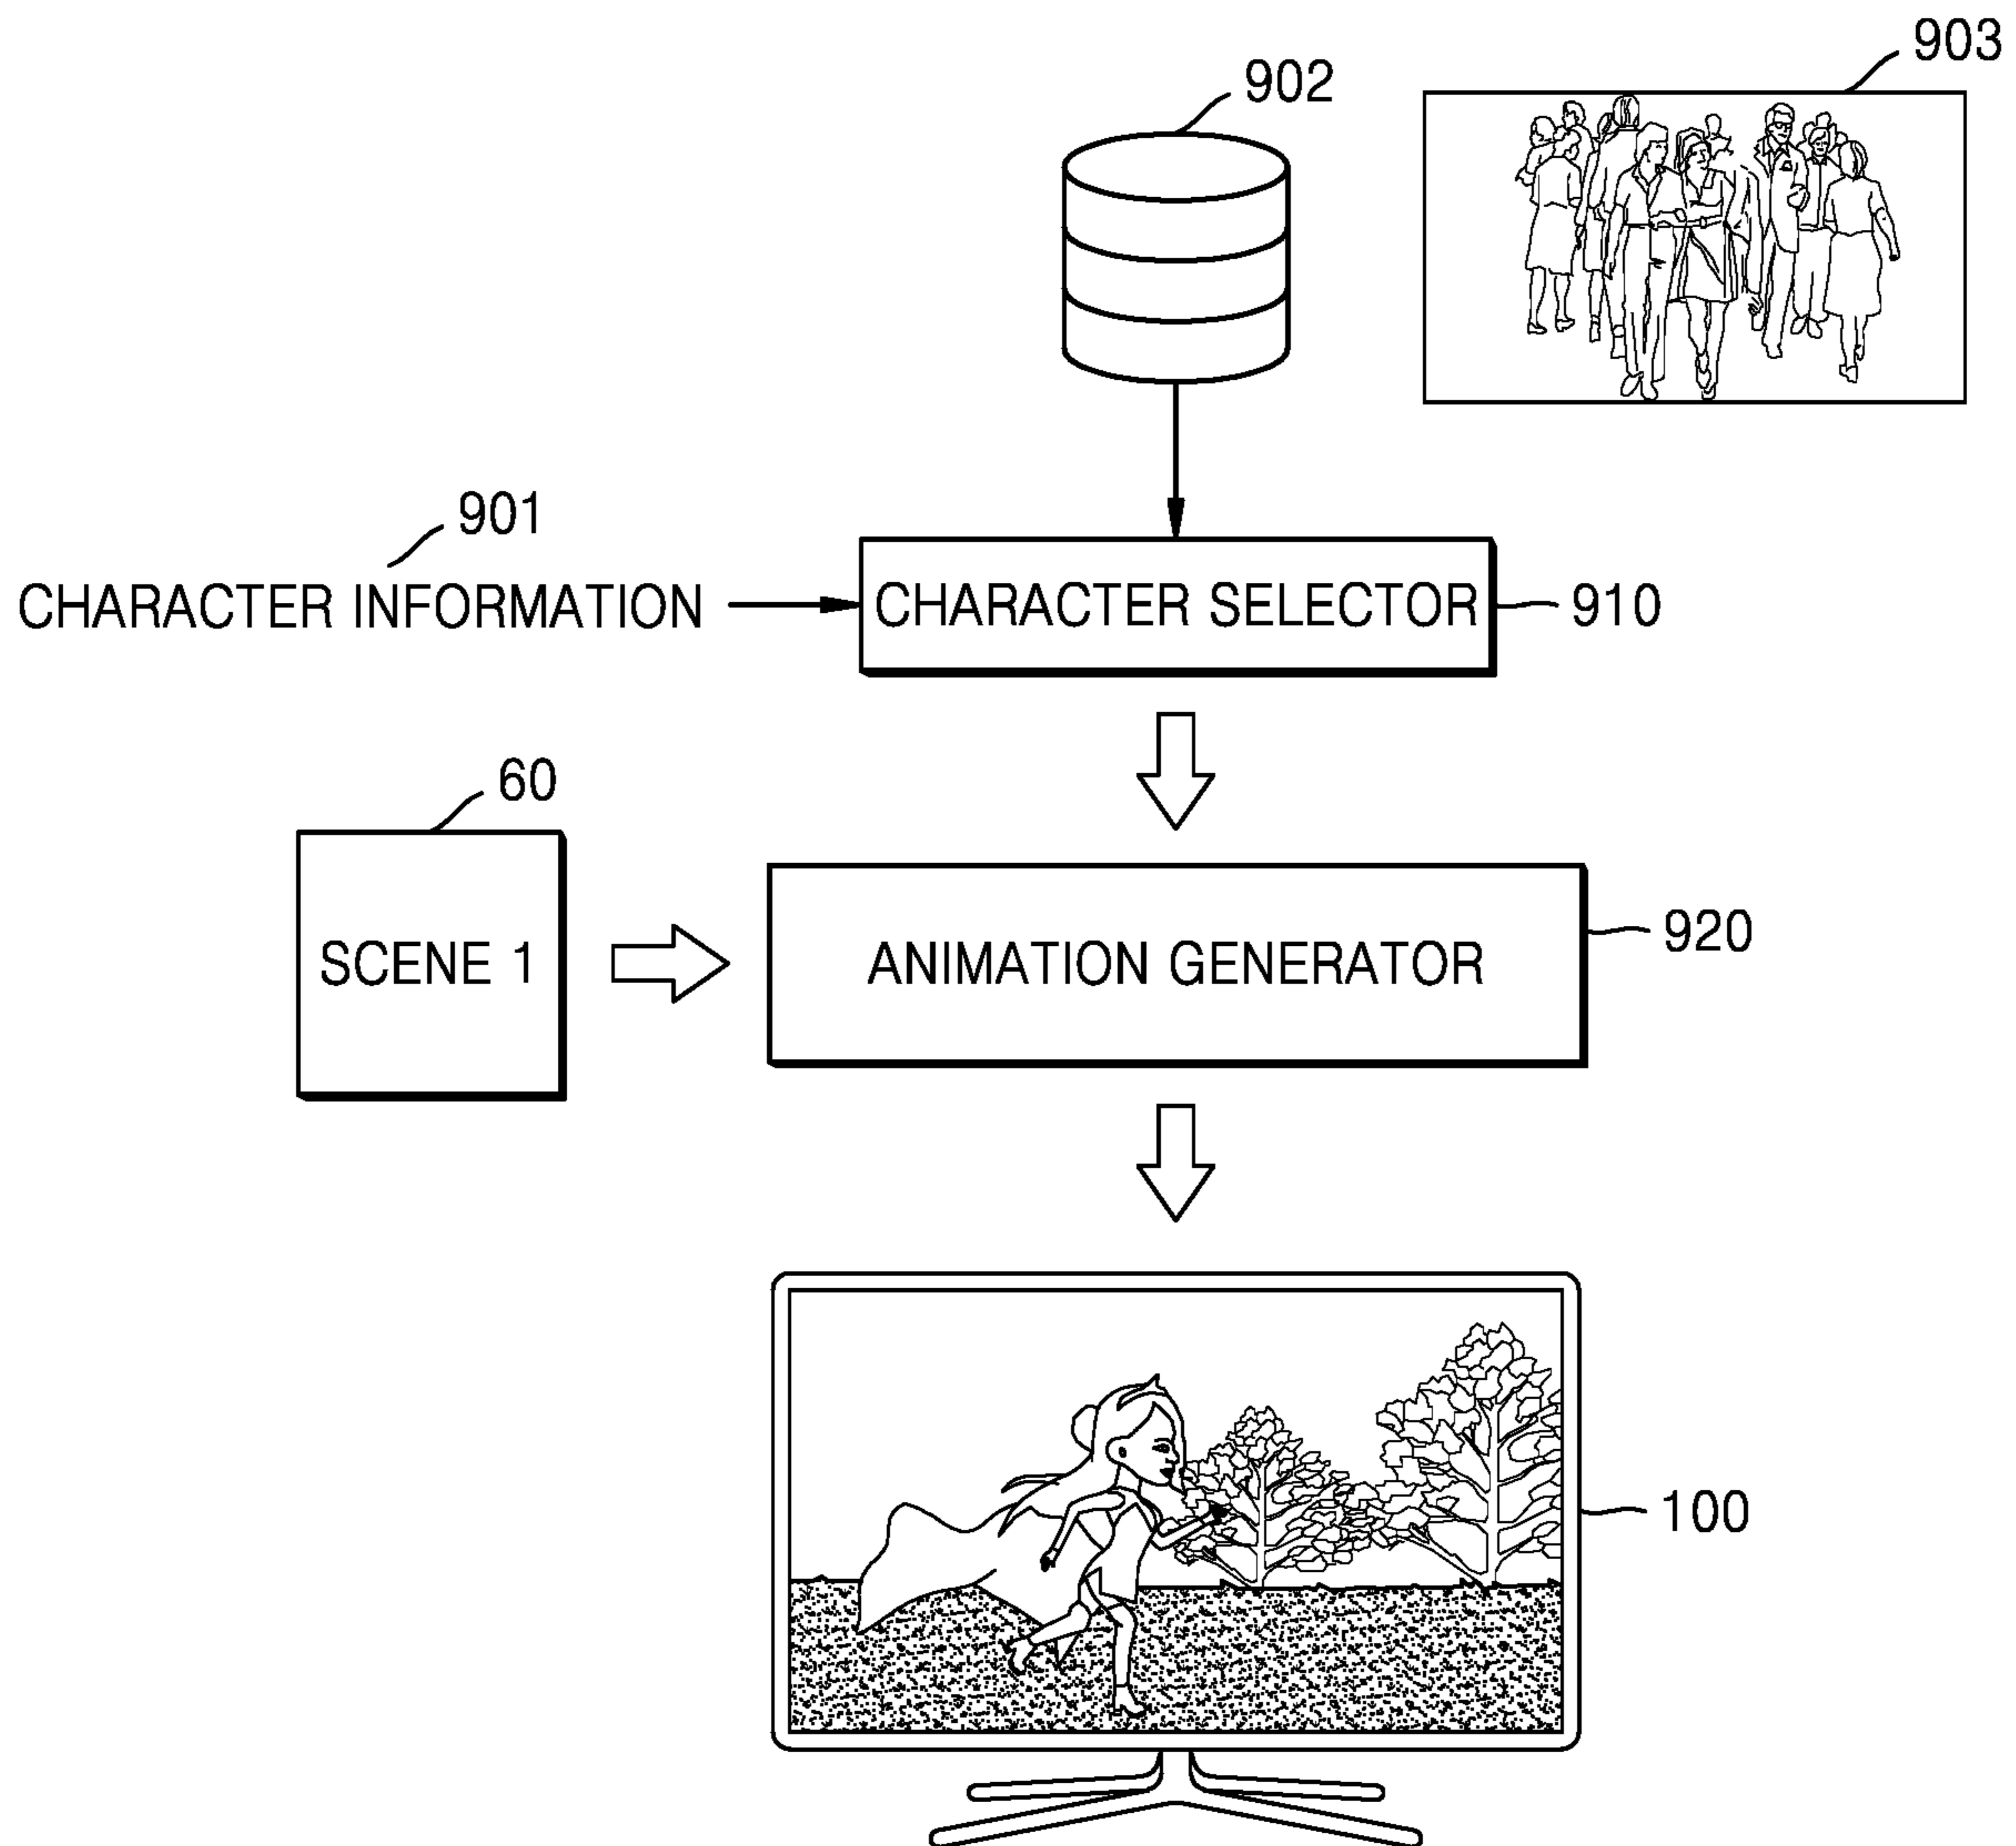 903
902
901
CHARACTER INFORMATION
CHARACTER SELECTOR
910
60
SCENE 1
ANIMATION GENERATOR
920
100